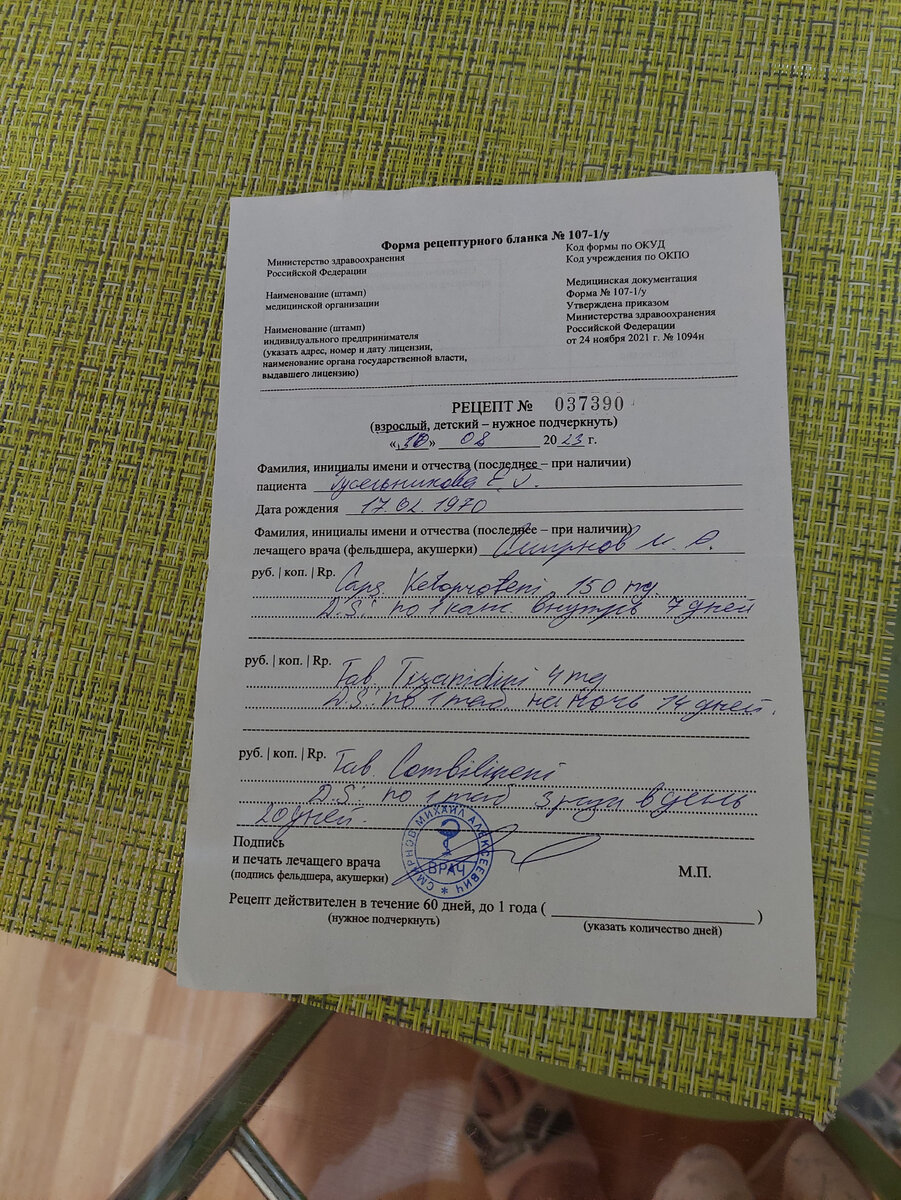 Форма рецептурного бланка № 107-1/у
Министерство здравоохранения
Российской Федерации
Код формы по ОКУД
Код учреждения по ОКПО
Наименование (штамп)
медицинской организации
Медицинская документация
Форма № 107-1/у
Утверждена приказом
Министерства здравоохранения
Российской Федерации
от 24 ноября 2021 г. № 1094н
Наименование (штамп)
индивидуального предпринимателя
(указать адрес, номер и дату лицензии,
наименование органа государственной власти,
выдавшего лицензию)
РЕЦЕПТ № 037390
(взрослый, детский – нужное подчеркнуть)
«10» 08 2023 г.
Фамилия, инициалы имени и отчества (последнее – при наличии)
пациента Гусельникова
Дата рождения 17.02.1970
Фамилия, инициалы имени и отчества (последнее – при наличии)
лечащего врача (фельдшера, акушерки) Смирнов М. А.
руб. | коп. | Rp. Caps. Ketoprofeni 150 mg
D.S.: по 1 капс. внутрь 7 дней
руб. | коп. | Rp. Tab. Tizanidini 4 mg
D.S.: по 1 таб. на ночь 14 дней.
руб. | коп. | Rp. Tab. Combilipeni
D.S: по 1 таб 3 раза в день
20 дней.
Подпись
и печать лечащего врача
(подпись фельдшера, акушерки)
СМИРНОВ МИХАИЛ АЛЕКСЕЕВИЧ *
ВРАЧ
М.П.
Рецепт действителен в течение 60 дней, до 1 года (                    )
(нужное подчеркнуть)
(указать количество дней)